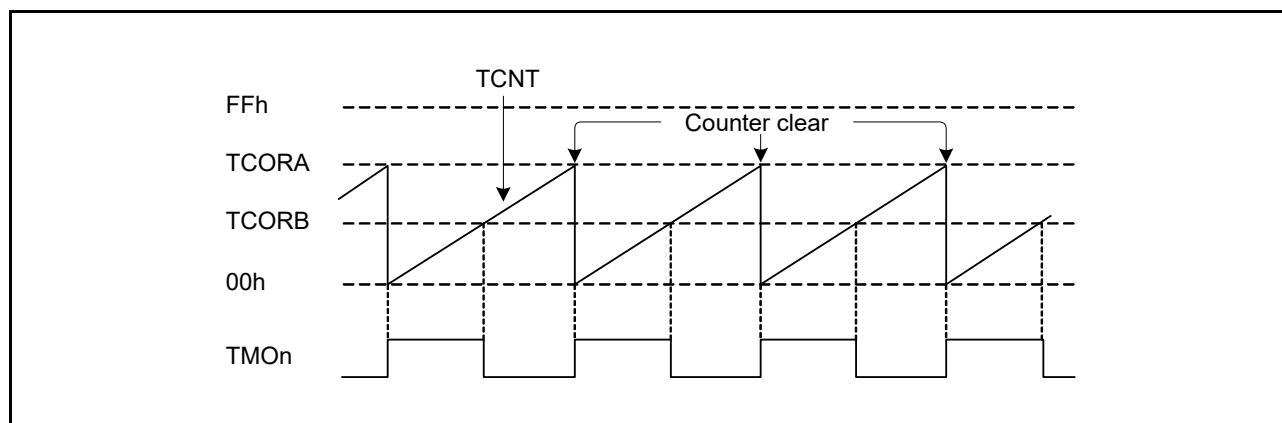 TCNT
FFh
Counter clear
TCORA
TCORB
00h
TMOn